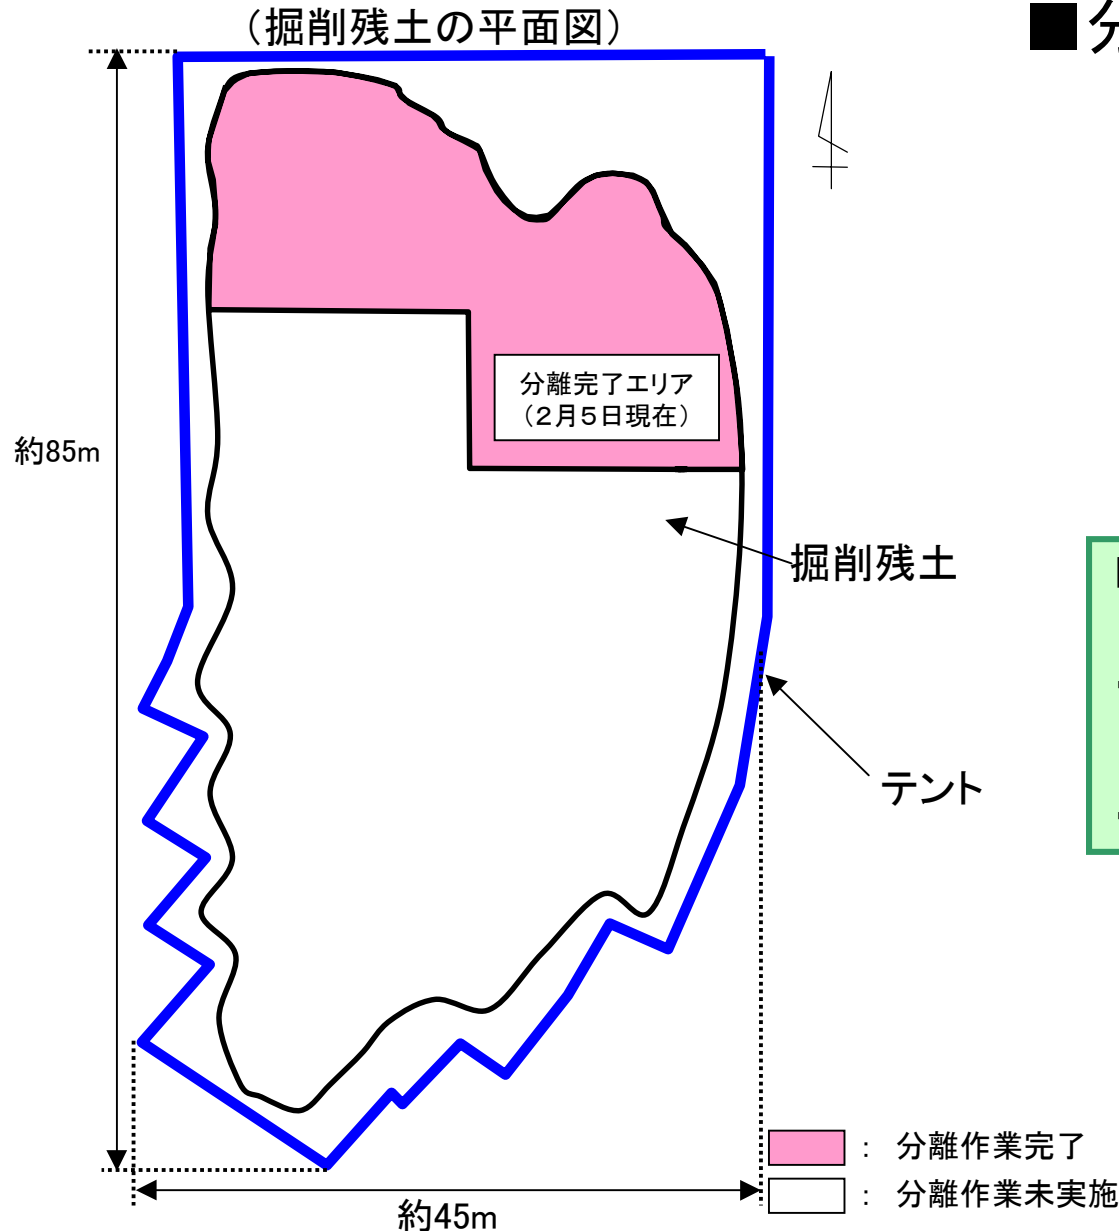 （掘削残土の平面図）
■分
約85m
分離完了エリア
（２月５日現在）
掘削残土
テント
： 分離作業完了
： 分離作業未実施
約45m